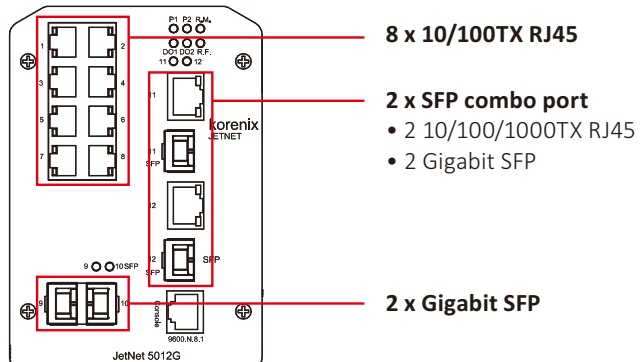 P1 P2 R.M.
DO1 DO2 R.F.
11 12
1 2
3 4
5 6
7 8
11
korenix
JETNET
11
SFP
12
12
SFP
SFP
9 10 SFP
9 10
Console
9600.N.8.1
JetNet 5012G
8 x 10/100TX RJ45
2 x SFP combo port
• 2 10/100/1000TX RJ45
• 2 Gigabit SFP
2 x Gigabit SFP